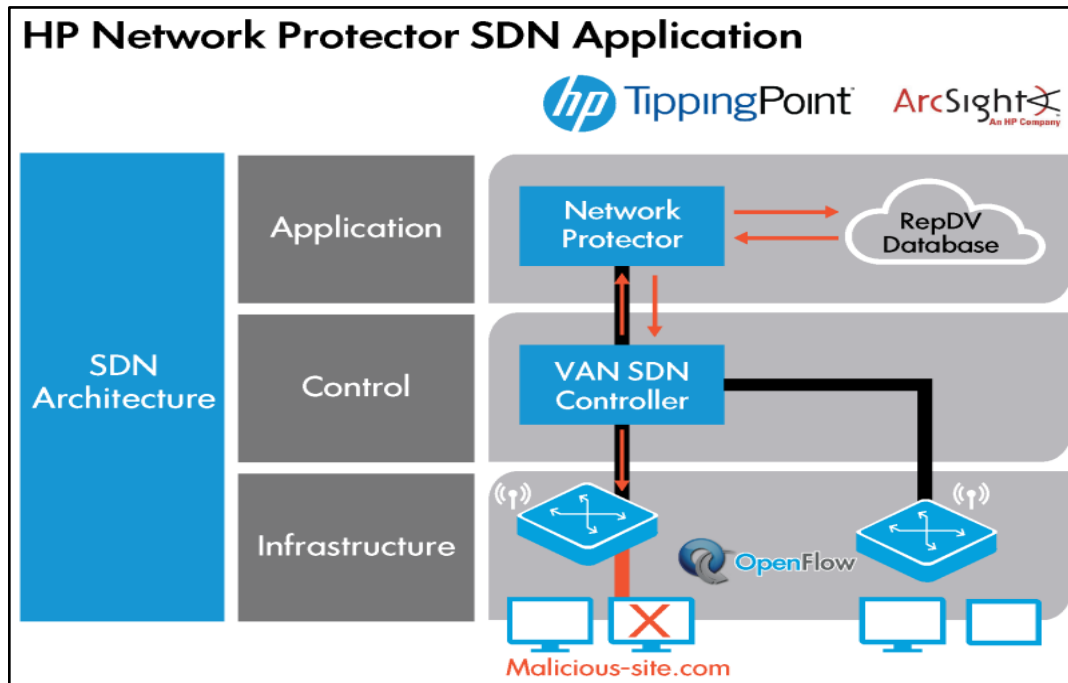 HP Network Protector SDN Application
hp TippingPoint
ArcSight
An HP Company
SDN
Architecture
Application
Network
Protector
RepDV
Database
Control
VAN SDN
Controller
Infrastructure
OpenFlow
Malicious-site.com